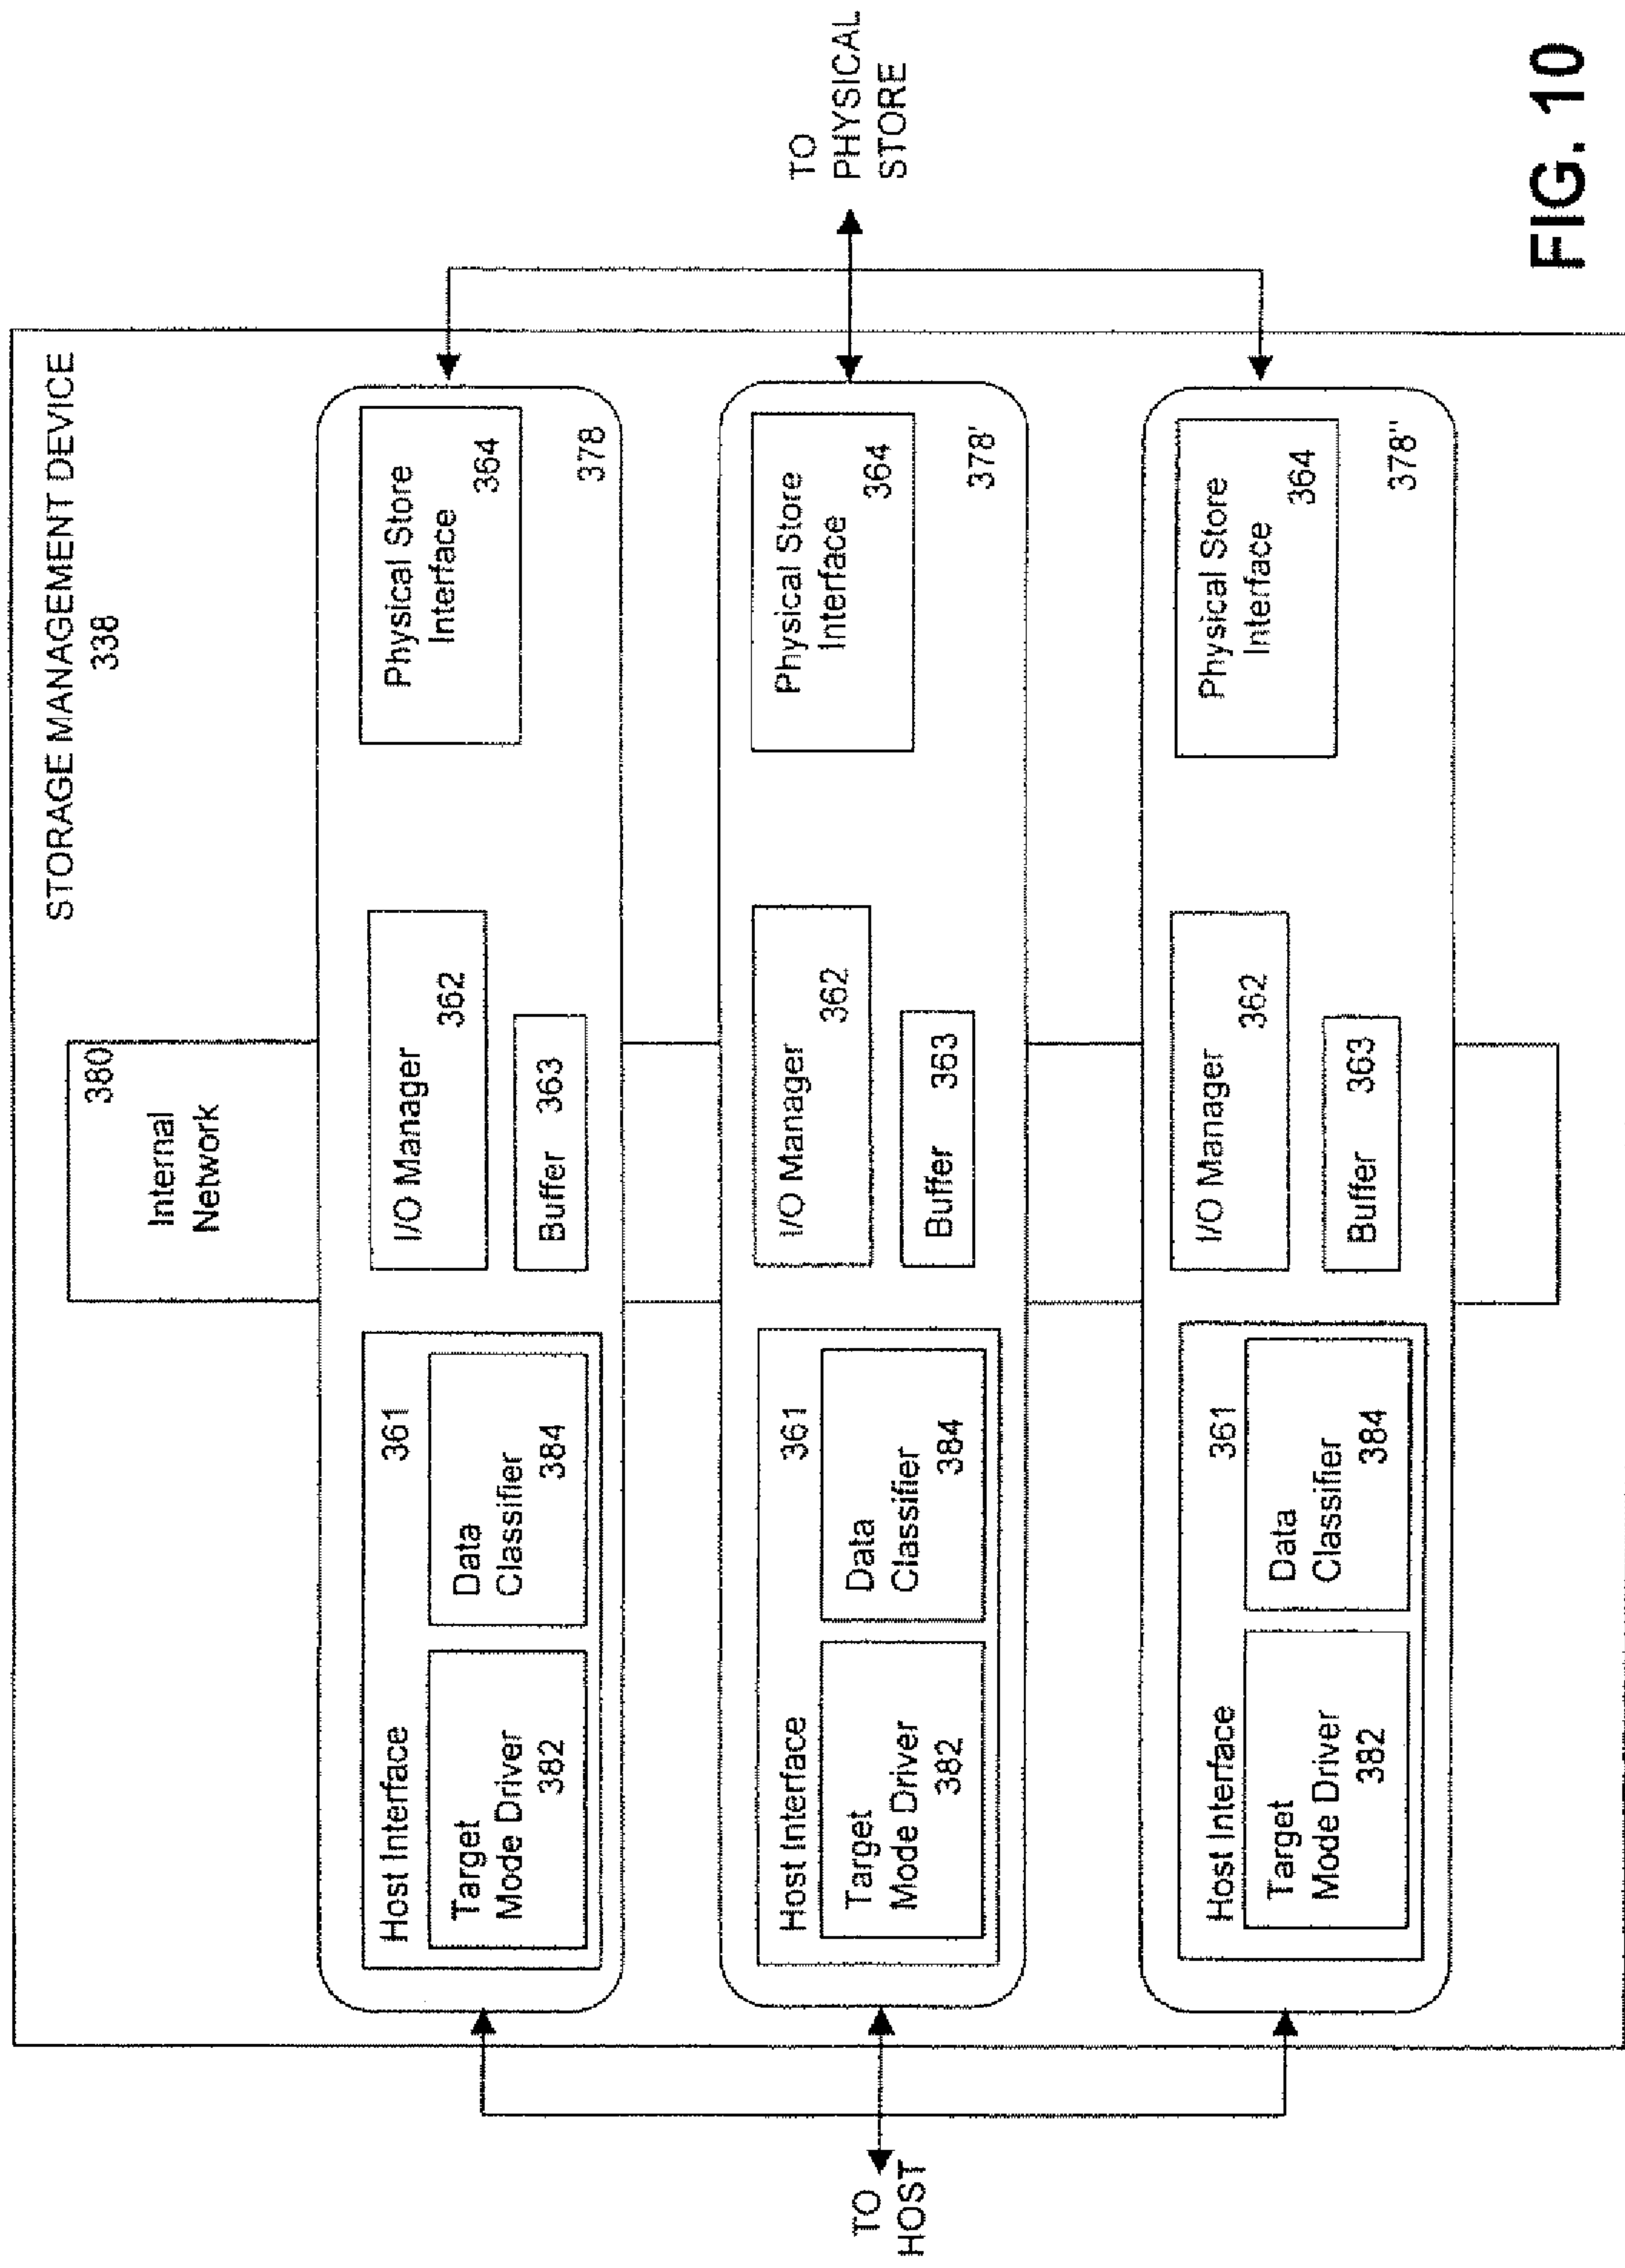 STORAGE MANAGEMENT DEVICE
338
380
Internal
Network
Host Interface
361
Target
Mode Driver
382
Data
Classifier
384
I/O Manager
362
Buffer 363
Physical Store
Interface
364
378
Host Interface
361
Target
Mode Driver
382
Data
Classifier
384
I/O Manager
362
Buffer 363
Physical Store
Interface
364
378'
Host Interface
361
Target
Mode Driver
382
Data
Classifier
384
I/O Manager
362
Buffer 363
Physical Store
Interface
364
378"
TO
HOST
TO
PHYSICAL
STORE
FIG. 10